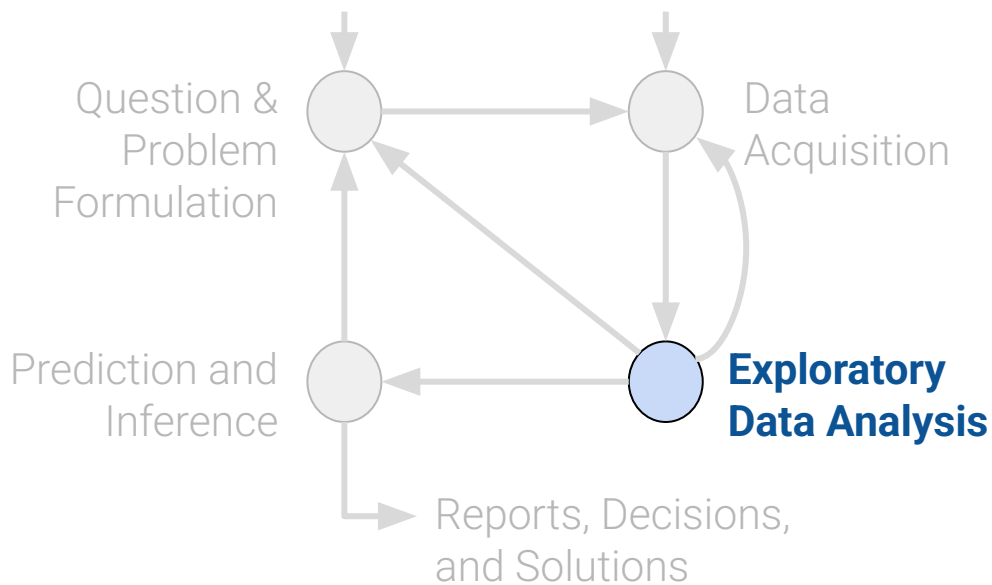 Question &
Problem
Formulation
Data
Acquisition
Prediction and
Inference
Exploratory
Data Analysis
Reports, Decisions,
and Solutions